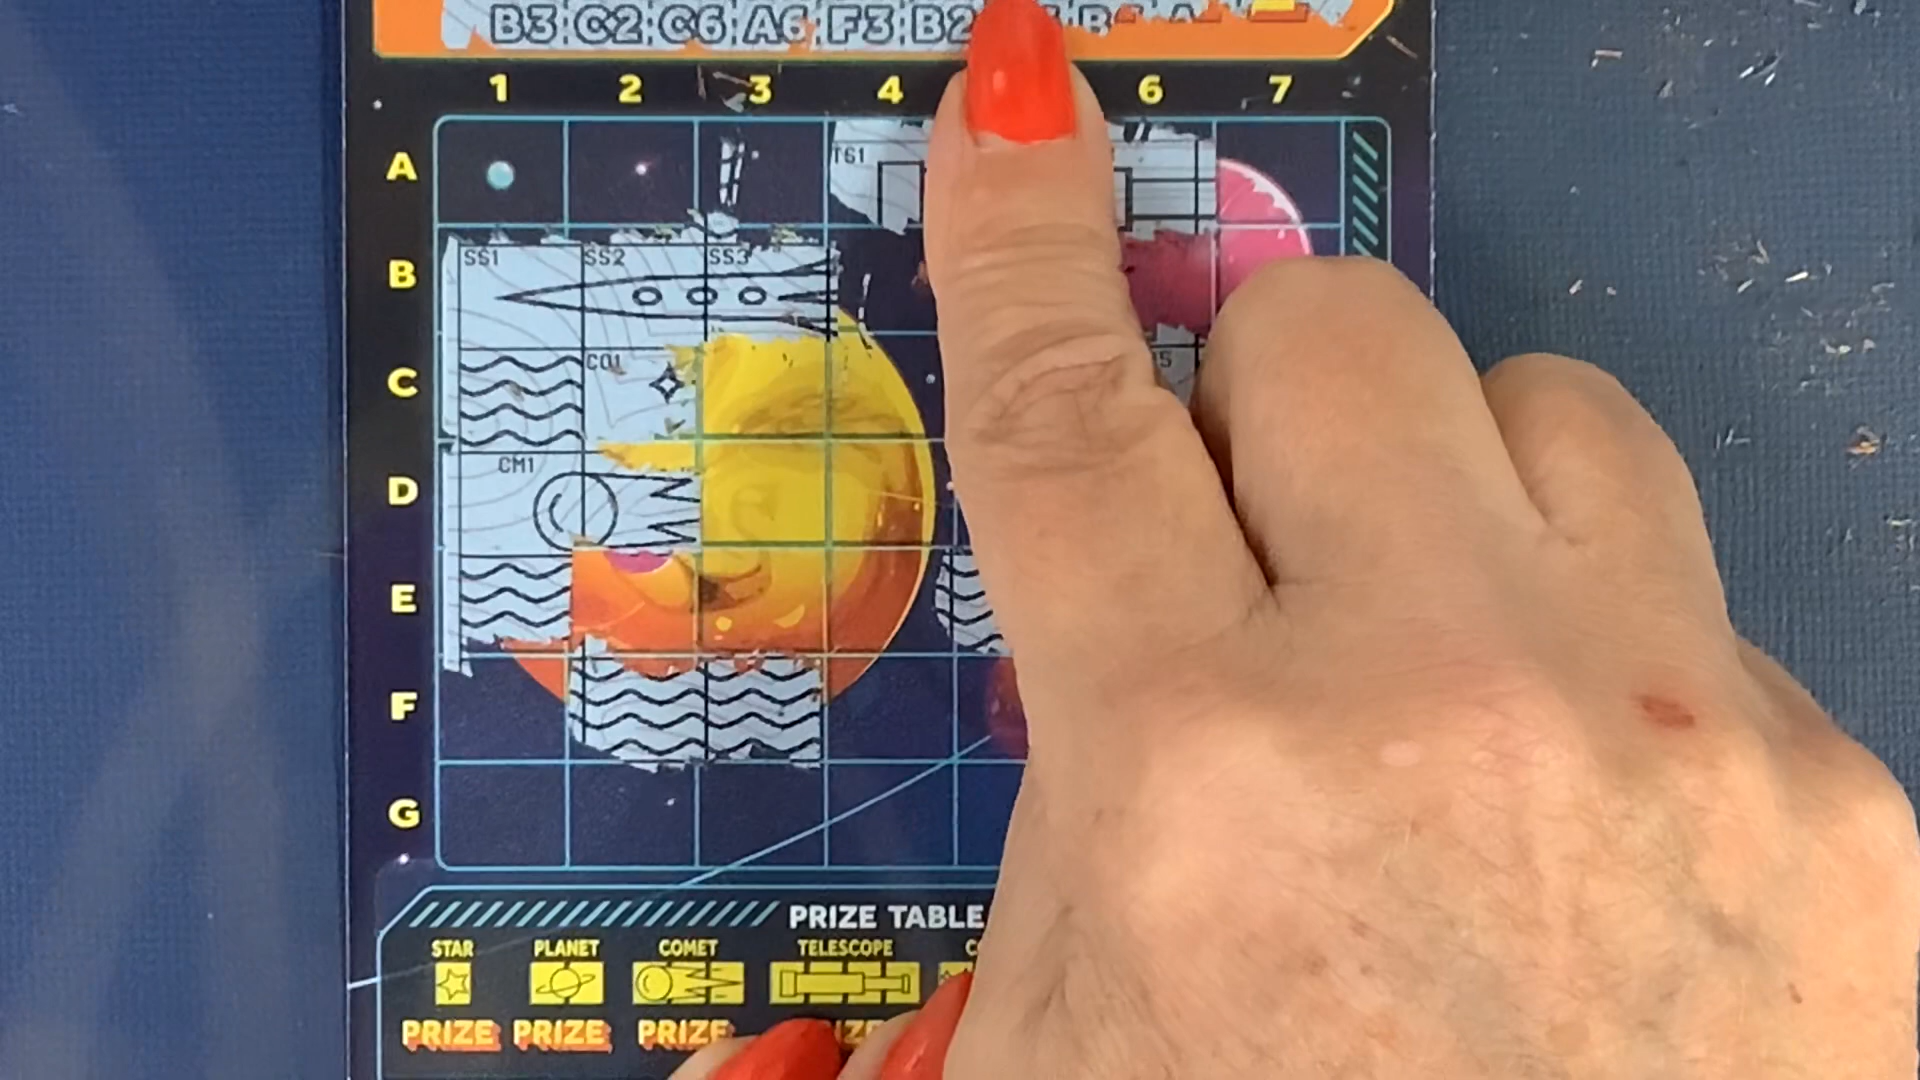 B3 C2 C6 A6 F3 B2
1 2 3 4 6 7
A TS1
B SS1 SS2 SS3
C CO1
D CM1
E
F
G
PRIZE TABLE
STAR PLANET COMET TELESCOPE
PRIZE PRIZE PRIZE